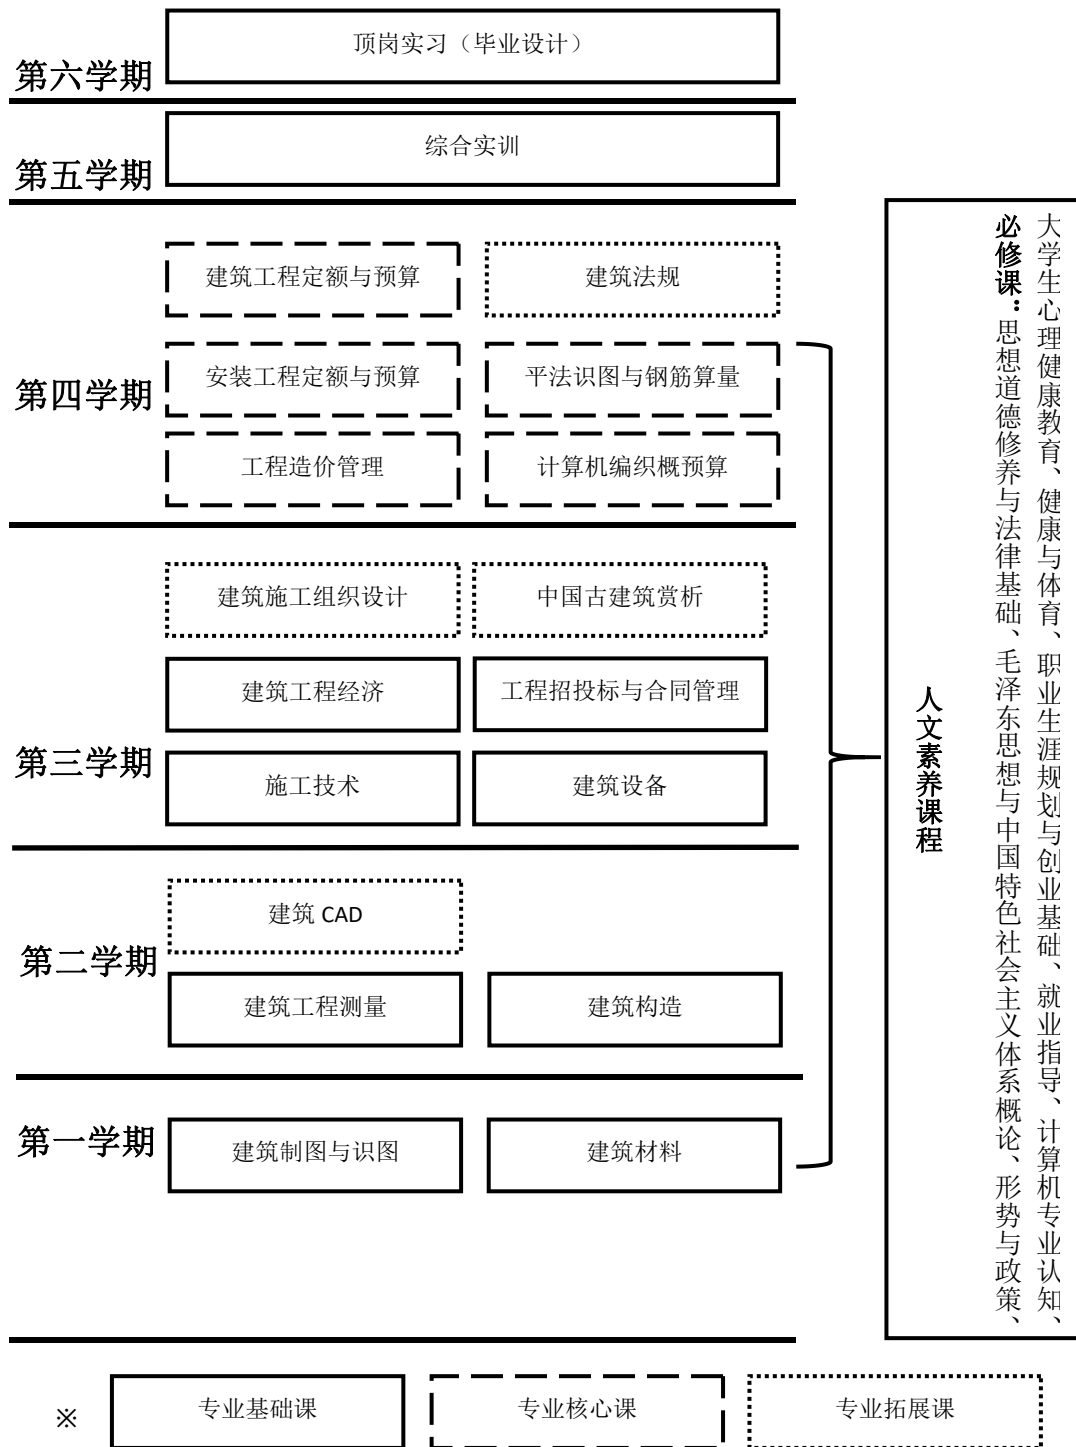 顶岗实习（毕业设计）
第六学期
综合实训
第五学期
建筑工程定额与预算
建筑法规
第四学期
安装工程定额与预算
平法识图与钢筋算量
工程造价管理
计算机编织概预算
建筑施工组织设计
中国古建筑赏析
建筑工程经济
工程招投标与合同管理
第三学期
施工技术
建筑设备
建筑 CAD
第二学期
建筑工程测量
建筑构造
第一学期
建筑制图与识图
建筑材料
人文素养课程
必修课：思想道德修养与法律基础、毛泽东思想与中国特色社会主义体系概论、形势与政策、
大学生心理健康教育、健康与体育、职业生涯规划与创业基础、就业指导、计算机专业认知、
※
专业基础课
专业核心课
专业拓展课